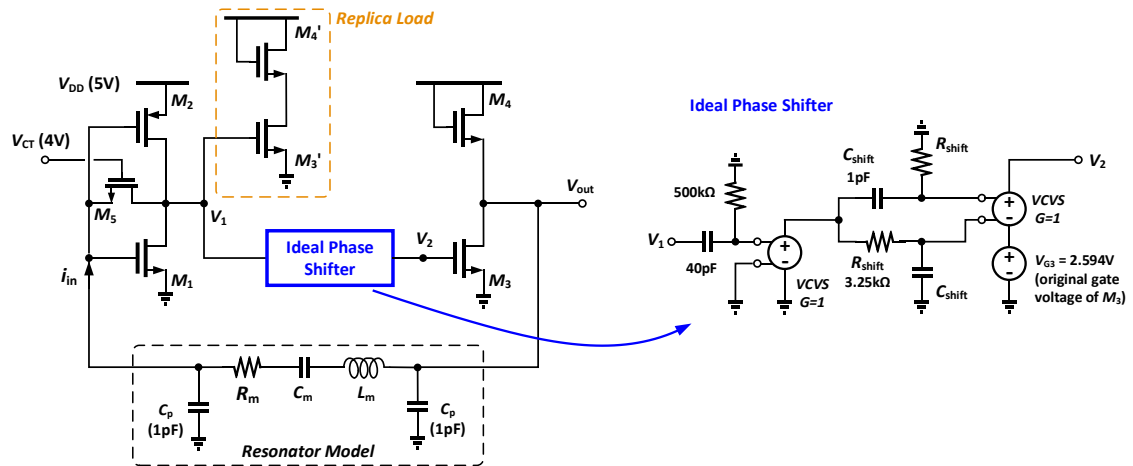 Replica Load
M4'
M3'
VDD (5V)
M2
VCT (4V)
M5
V1
M1
iin
Ideal Phase
Shifter
V2
M4
M3
Vout
Cp
(1pF)
Rm
Cm
Lm
Cp
(1pF)
Resonator Model
Ideal Phase Shifter
V1
40pF
500kΩ
VCVS
G=1
Cshift
1pF
Rshift
Rshift
3.25kΩ
Cshift
VCVS
G=1
V2
VG3 = 2.594V
(original gate
voltage of M3)
+
-
+
-
+
-